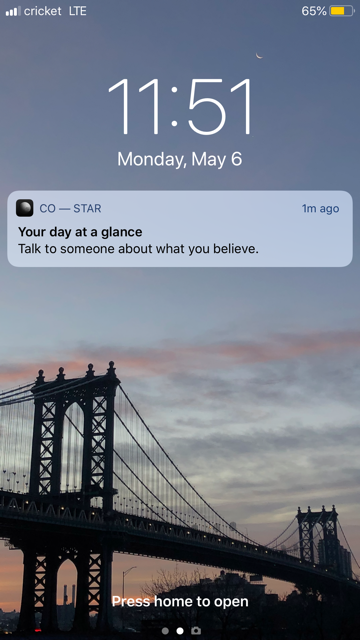 cricket LTE 65%
11:51
Monday, May 6
CO — STAR 1m ago
Your day at a glance
Talk to someone about what you believe.
Press home to open